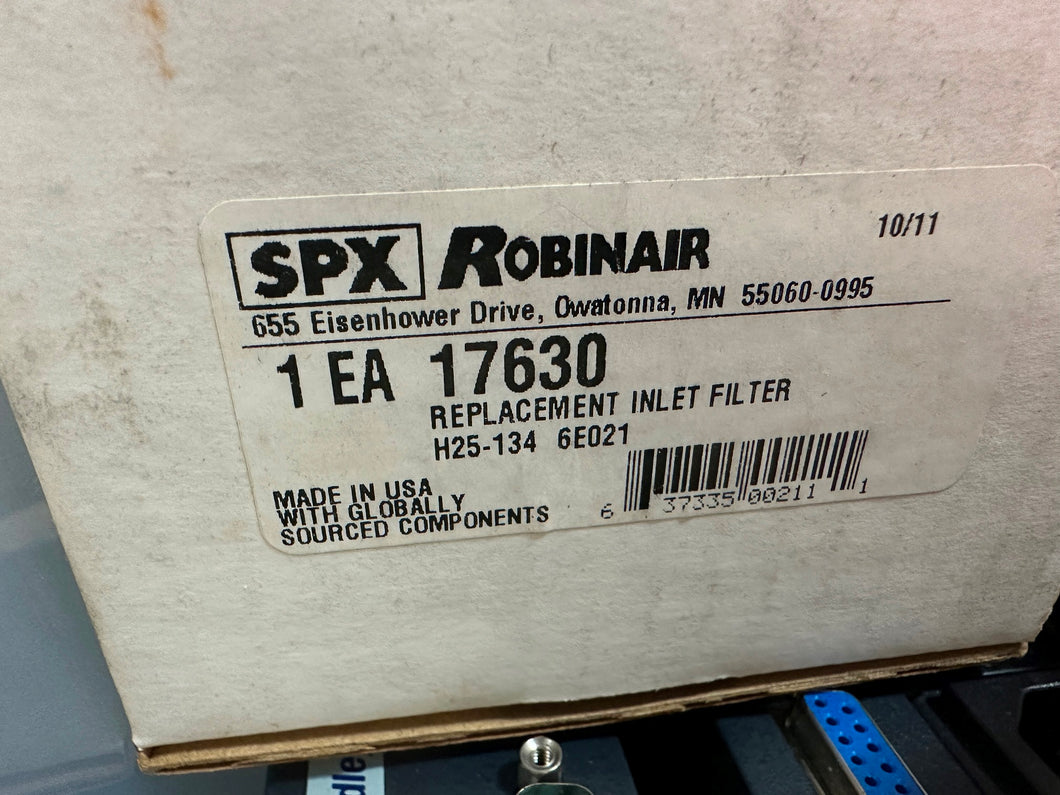 SPX ROBINAIR 10/11
655 Eisenhower Drive, Owatonna, MN 55060-0995
1 EA 17630
REPLACEMENT INLET FILTER
H25-134 6E021
MADE IN USA
WITH GLOBALLY
SOURCED COMPONENTS
6 37335 00211 1
dle